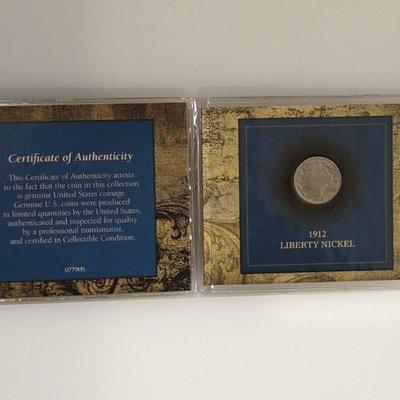 Certificate of Authenticity
This Certificate of Authenticity attests
to the fact that the coin in this collection
is genuine United States coinage.
Genuine U.S. coins were produced
in limited quantities by the United States,
authenticated and inspected for quality
by a professional numismatist,
and certified in Collectible Condition.
07791HS
1912
LIBERTY NICKEL